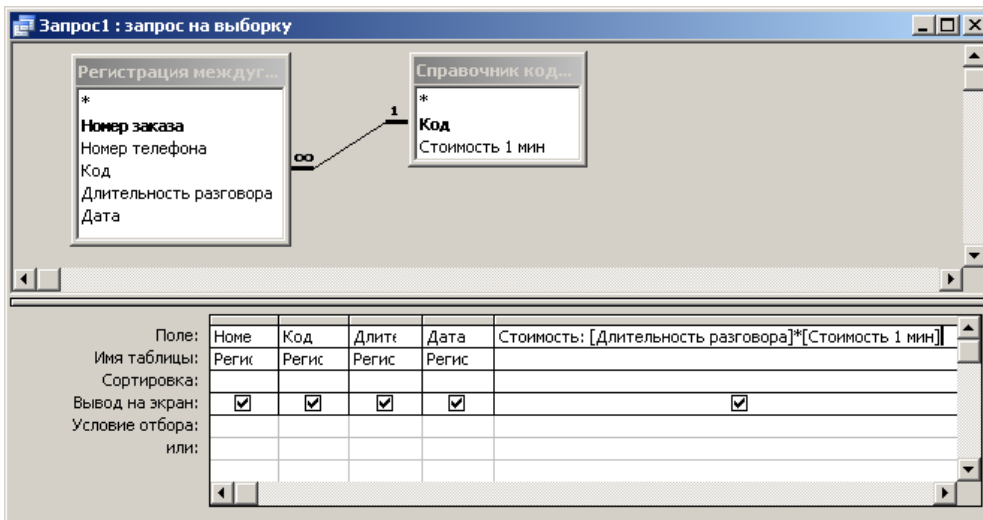 Запрос1 : запрос на выборку
Регистрация междуг...
*
Номер заказа
Номер телефона
Код
Длительность разговора
Дата
∞
1
Справочник код...
*
Код
Стоимость 1 мин
Поле: Номе Код Длите Дата Стоимость: [Длительность разговора]*[Стоимость 1 мин]
Имя таблицы: Регис Регис Регис Регис
Сортировка:
Вывод на экран:
Условие отбора:
или: